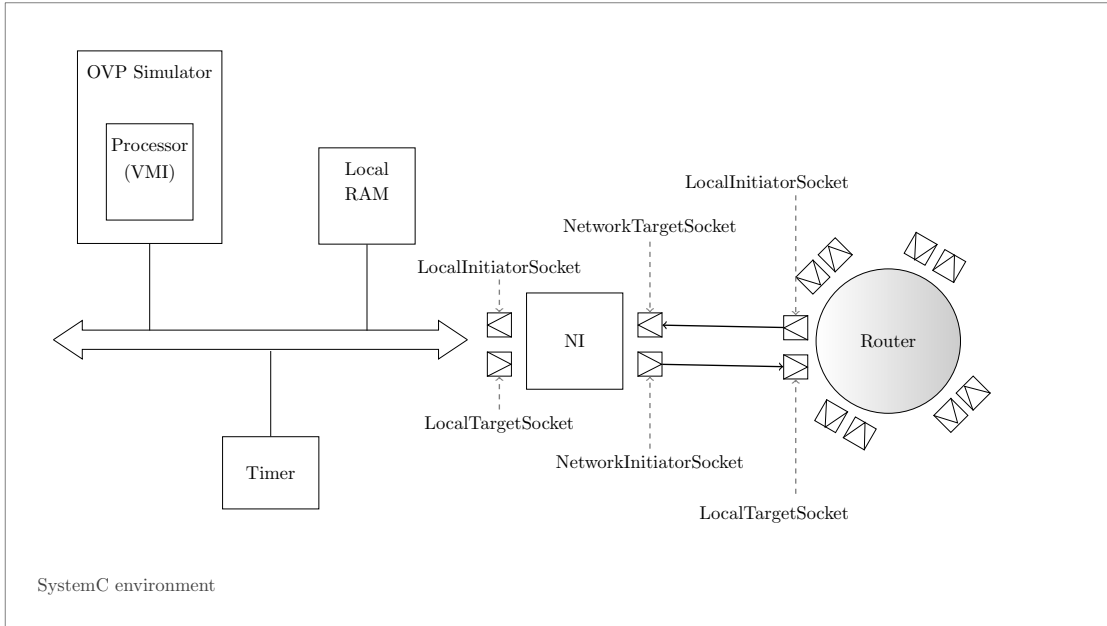 OVP Simulator
Processor
(VMI)
Local
RAM
LocalInitiatorSocket
NetworkTargetSocket
LocalInitiatorSocket
NI
Router
LocalTargetSocket
NetworkInitiatorSocket
Timer
LocalTargetSocket
SystemC environment